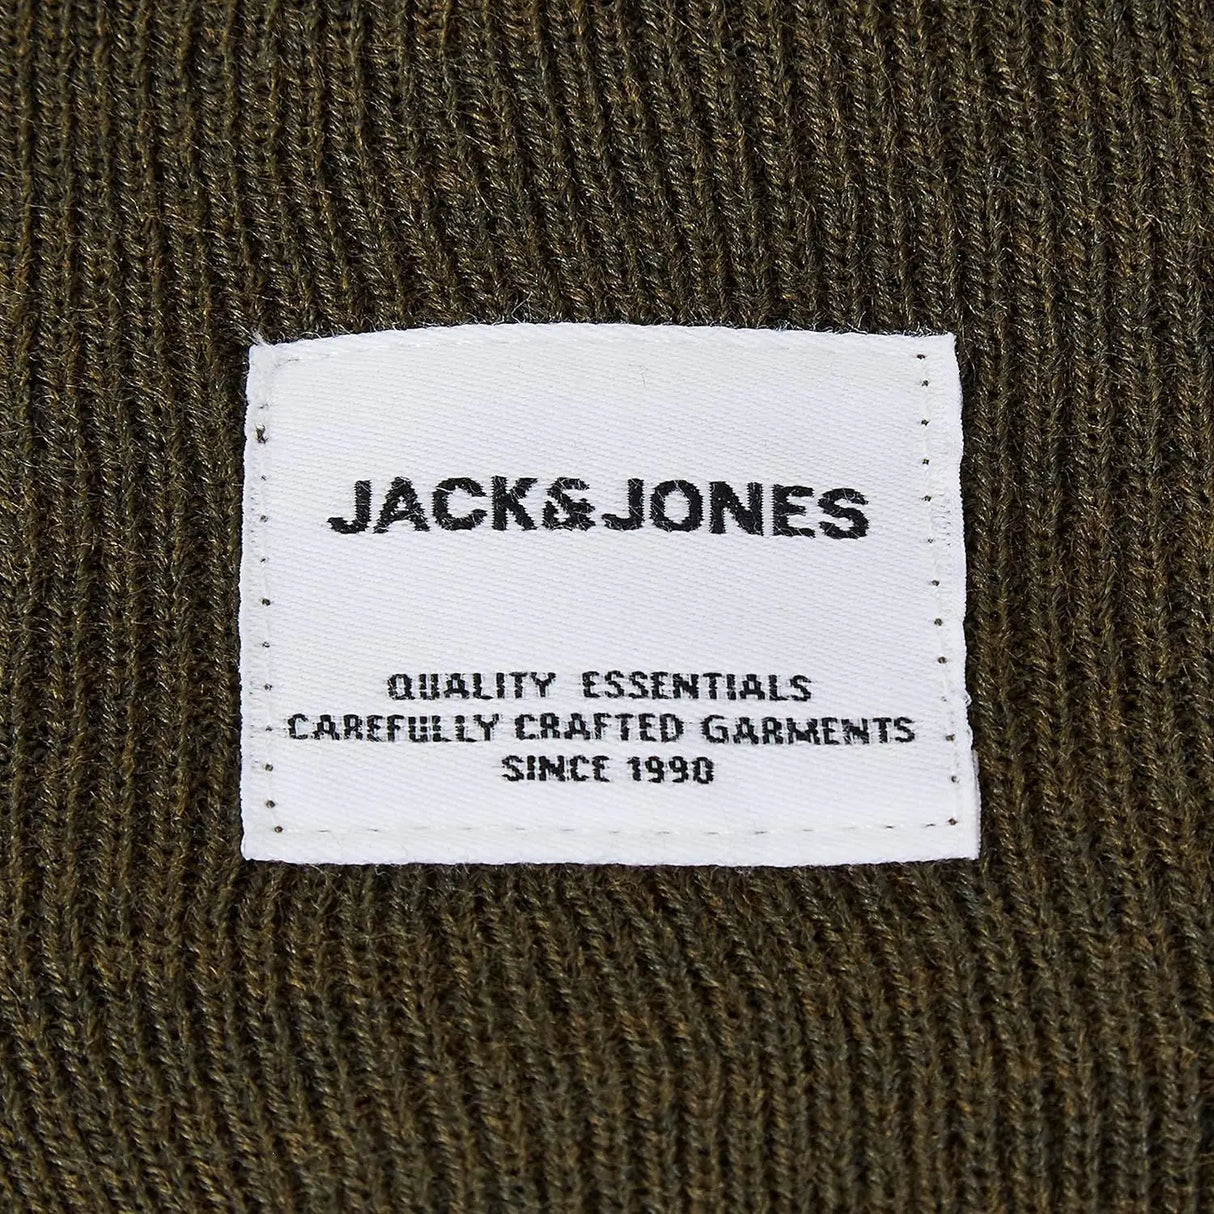 JACK&JONES
QUALITY ESSENTIALS
CAREFULLY CRAFTED GARMENTS
SINCE 1990